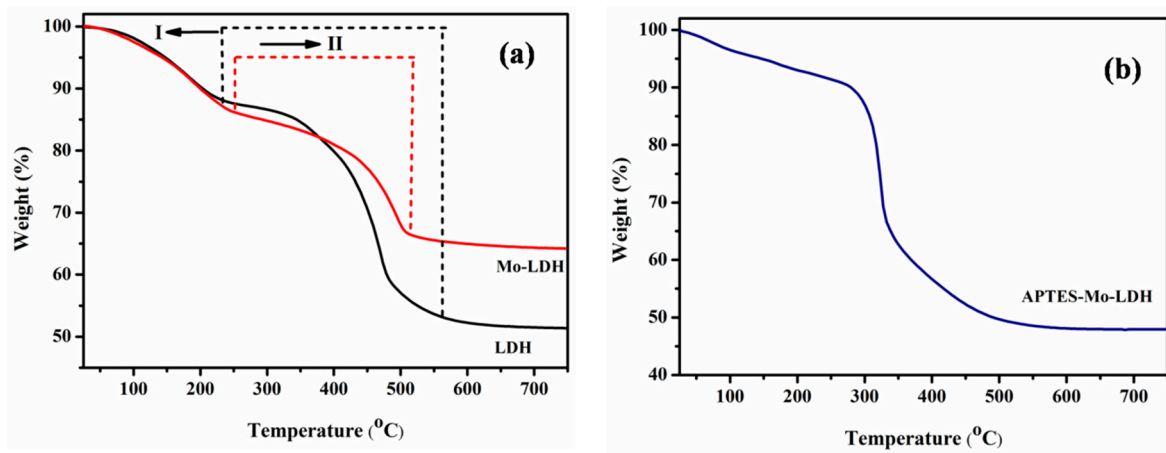 100
90
80
70
60
50
Weight (%)
I
II
(a)
Mo-LDH
LDH
100 200 300 400 500 600 700
Temperature (°C)
100
90
80
70
60
50
40
Weight (%)
(b)
APTES-Mo-LDH
100 200 300 400 500 600 700
Temperature (°C)